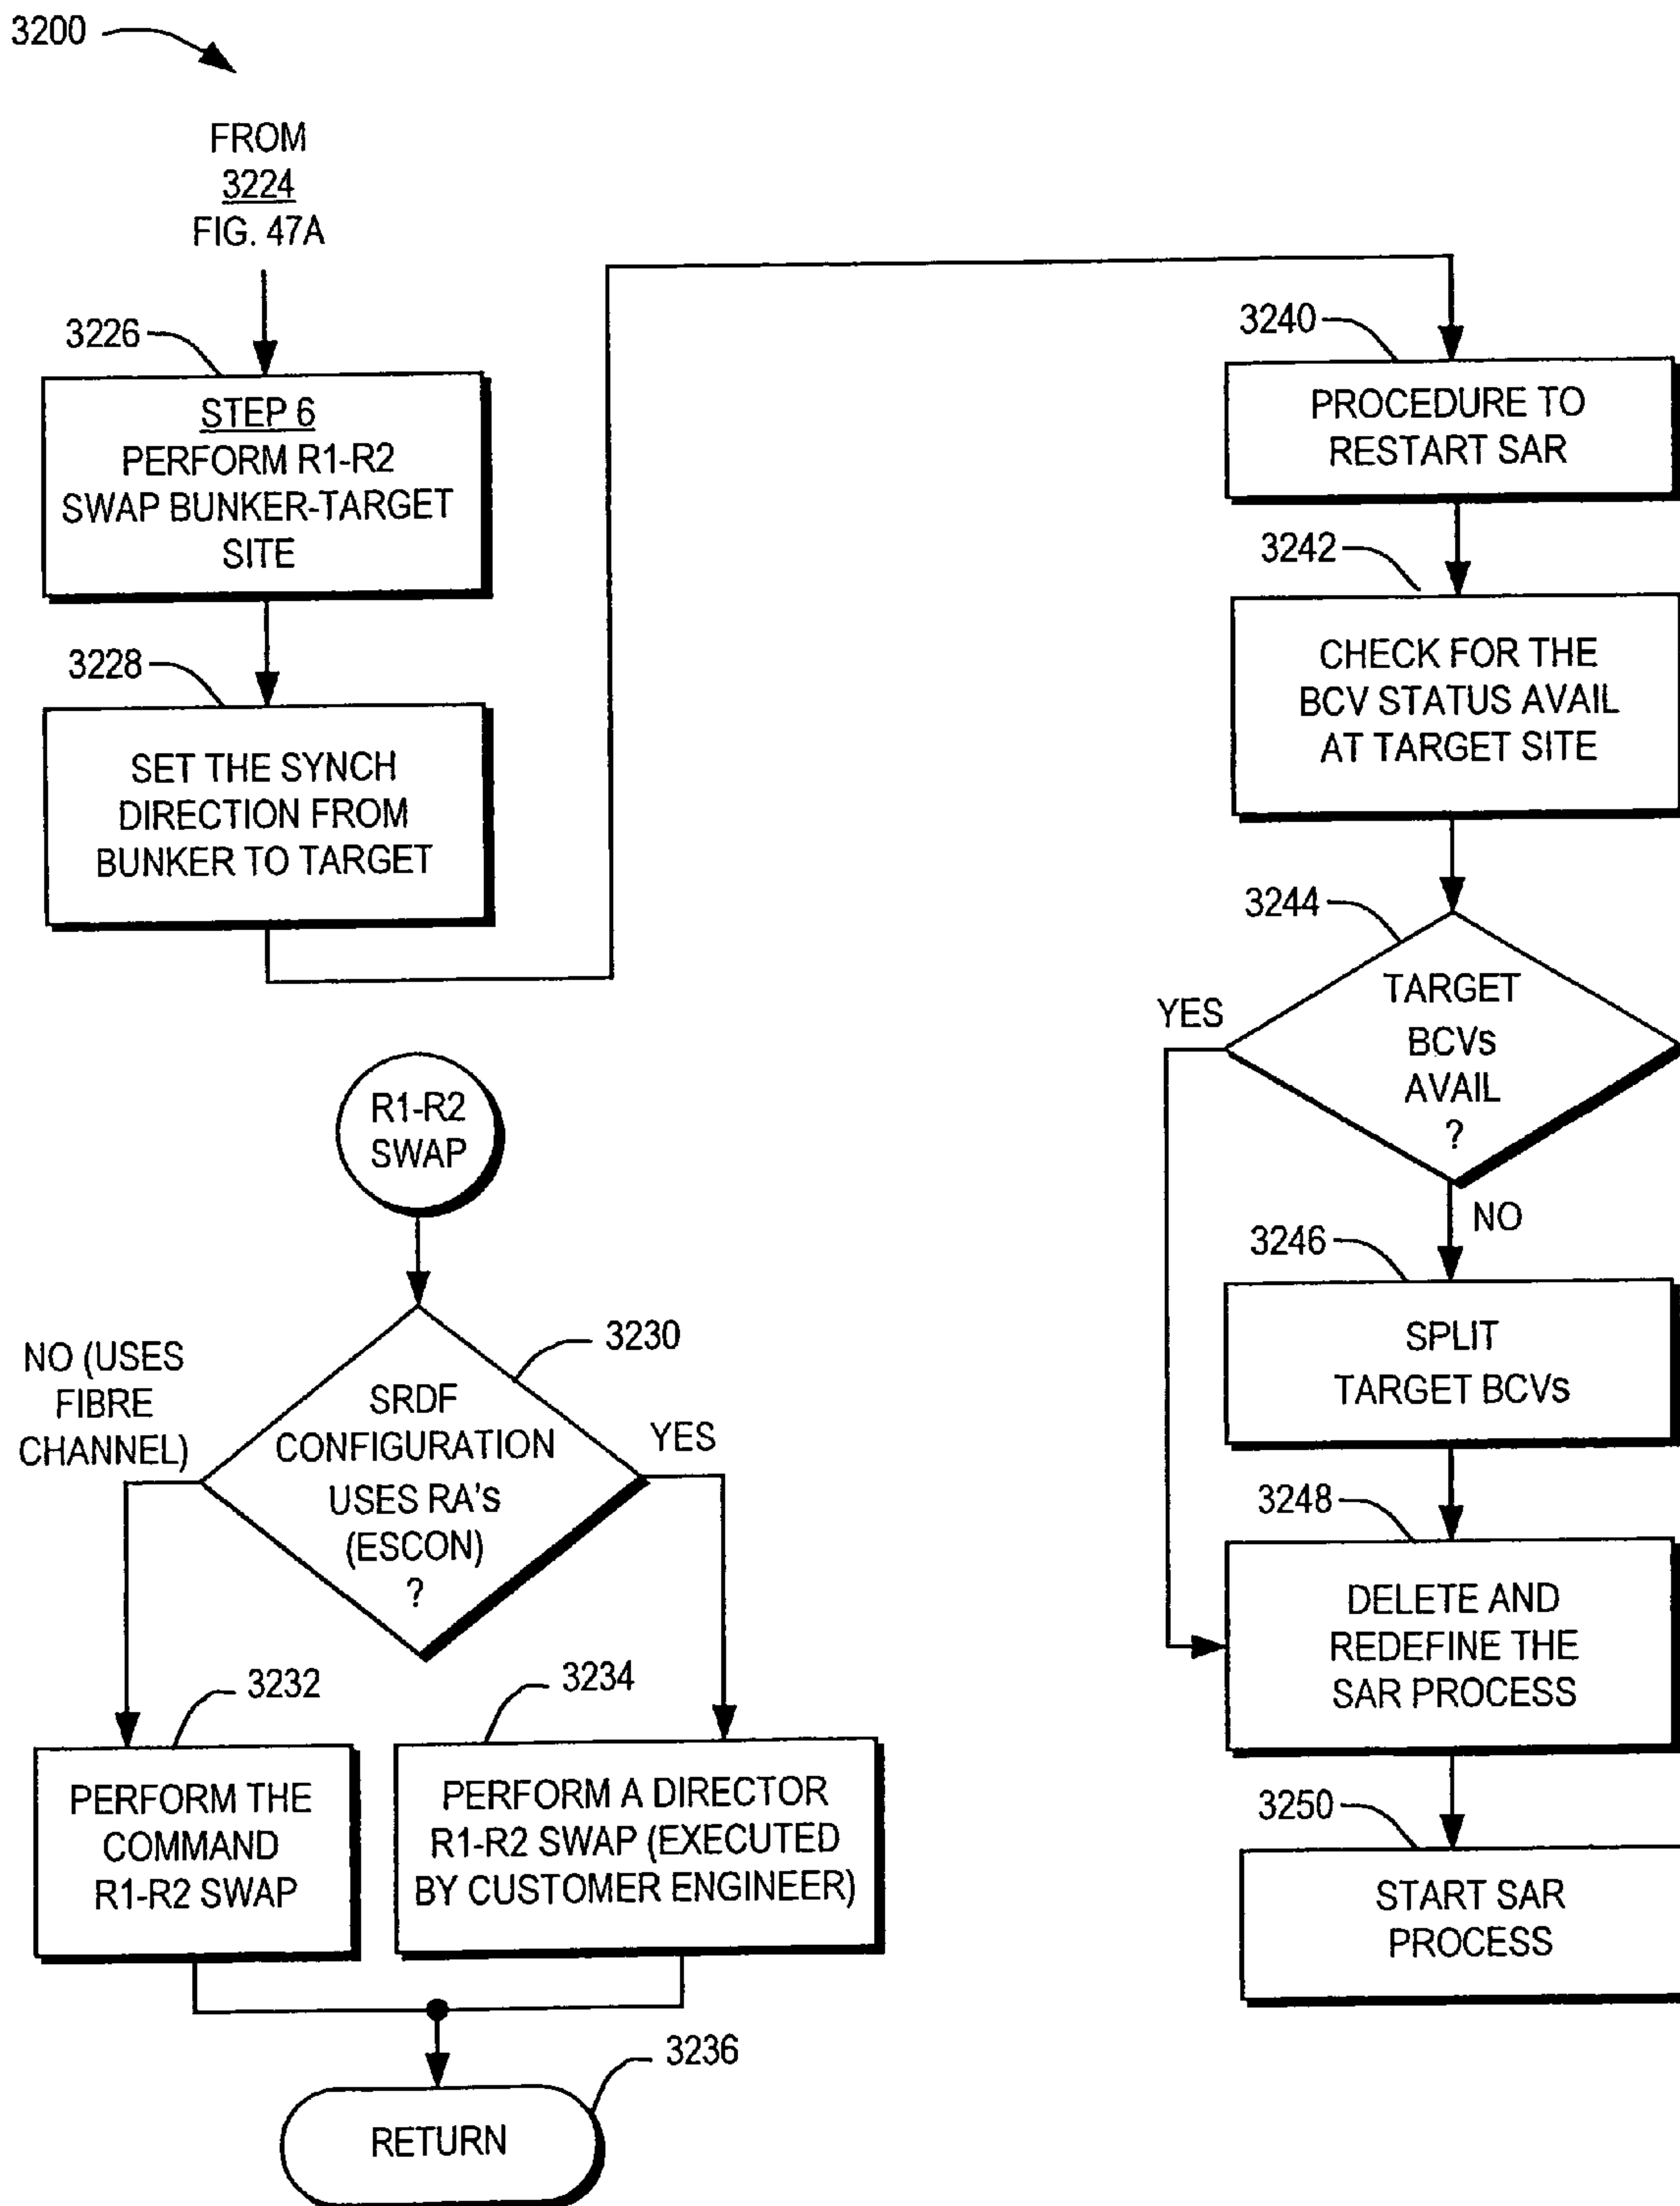 3200
FROM
3224
FIG. 47A
3226
STEP 6
PERFORM R1-R2
SWAP BUNKER-TARGET
SITE
3228
SET THE SYNCH
DIRECTION FROM
BUNKER TO TARGET
R1-R2
SWAP
3230
NO (USES
FIBRE
CHANNEL)
SRDF
CONFIGURATION
USES RA's
(ESCON)
?
YES
3232
PERFORM THE
COMMAND
R1-R2 SWAP
3234
PERFORM A DIRECTOR
R1-R2 SWAP (EXECUTED
BY CUSTOMER ENGINEER)
3236
RETURN
3240
PROCEDURE TO
RESTART SAR
3242
CHECK FOR THE
BCV STATUS AVAIL
AT TARGET SITE
3244
YES
TARGET
BCVs
AVAIL
?
NO
3246
SPLIT
TARGET BCVs
3248
DELETE AND
REDEFINE THE
SAR PROCESS
3250
START SAR
PROCESS